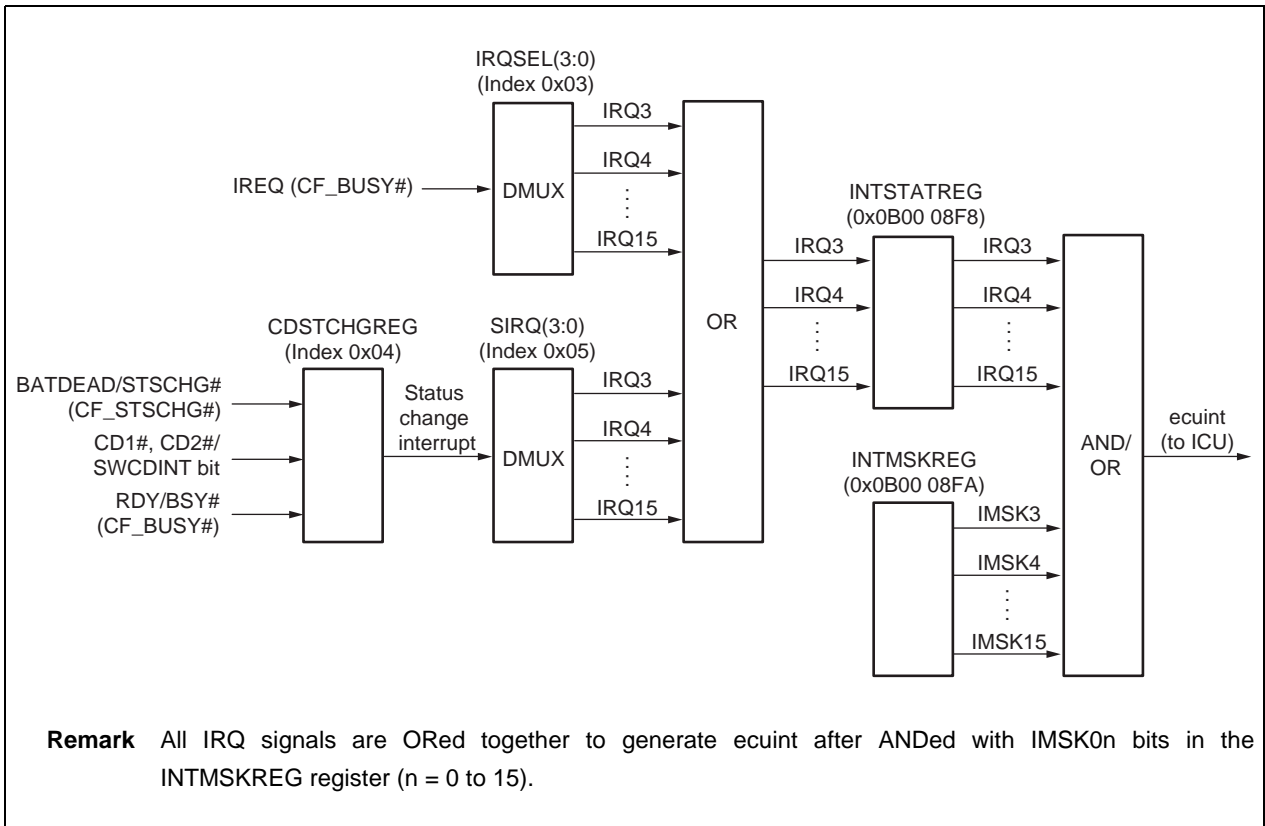 IRQSEL(3:0)
(Index 0x03)
IREQ (CF_BUSY#)
DMUX
IRQ3
IRQ4
IRQ15
CDSTCHGREG
(Index 0x04)
BATDEAD/STSCHG#
(CF_STSCHG#)
CD1#, CD2#/
SWCDINT bit
RDY/BSY#
(CF_BUSY#)
Status
change
interrupt
SIRQ(3:0)
(Index 0x05)
DMUX
IRQ3
IRQ4
IRQ15
OR
IRQ3
IRQ4
IRQ15
INTSTATREG
(0x0B00 08F8)
IRQ3
IRQ4
IRQ15
INTMSKREG
(0x0B00 08FA)
IMSK3
IMSK4
IMSK15
AND/
OR
ecuint
(to ICU)
Remark All IRQ signals are ORed together to generate ecuint after ANDed with IMSK0n bits in the
INTMSKREG register (n = 0 to 15).